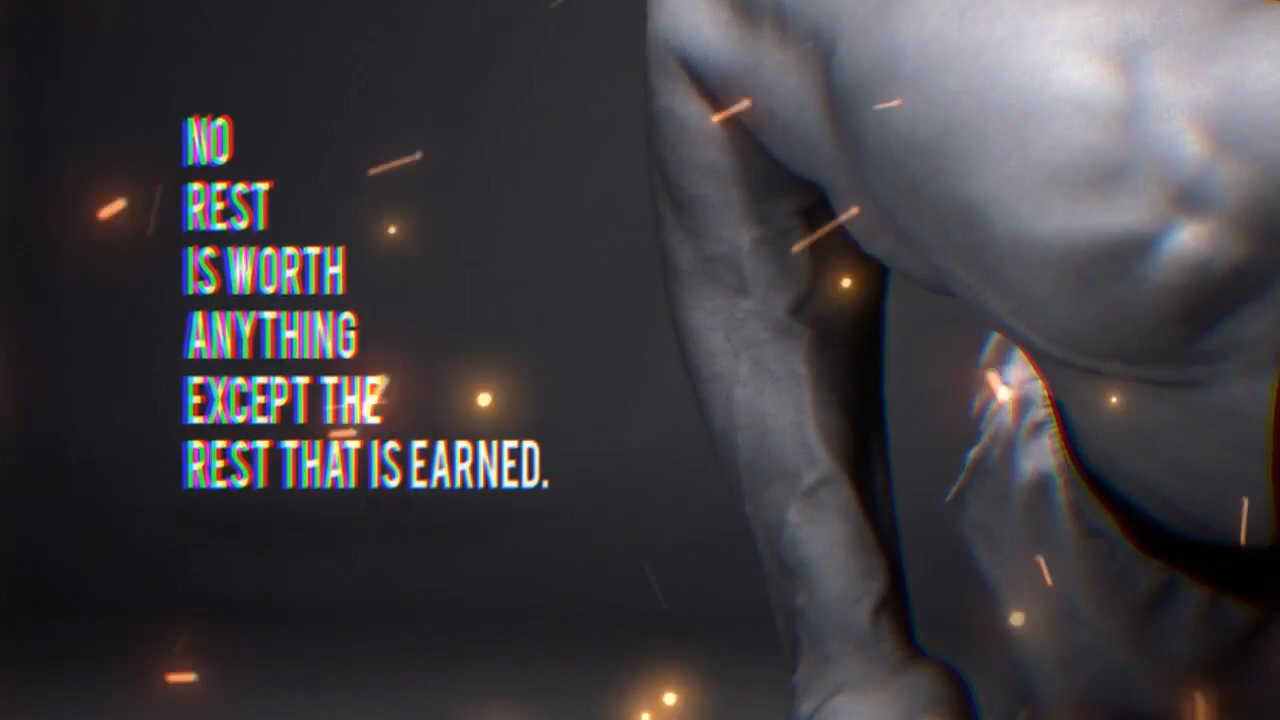 NO
REST
IS WORTH
ANYTHING
EXCEPT THE
REST THAT IS EARNED.